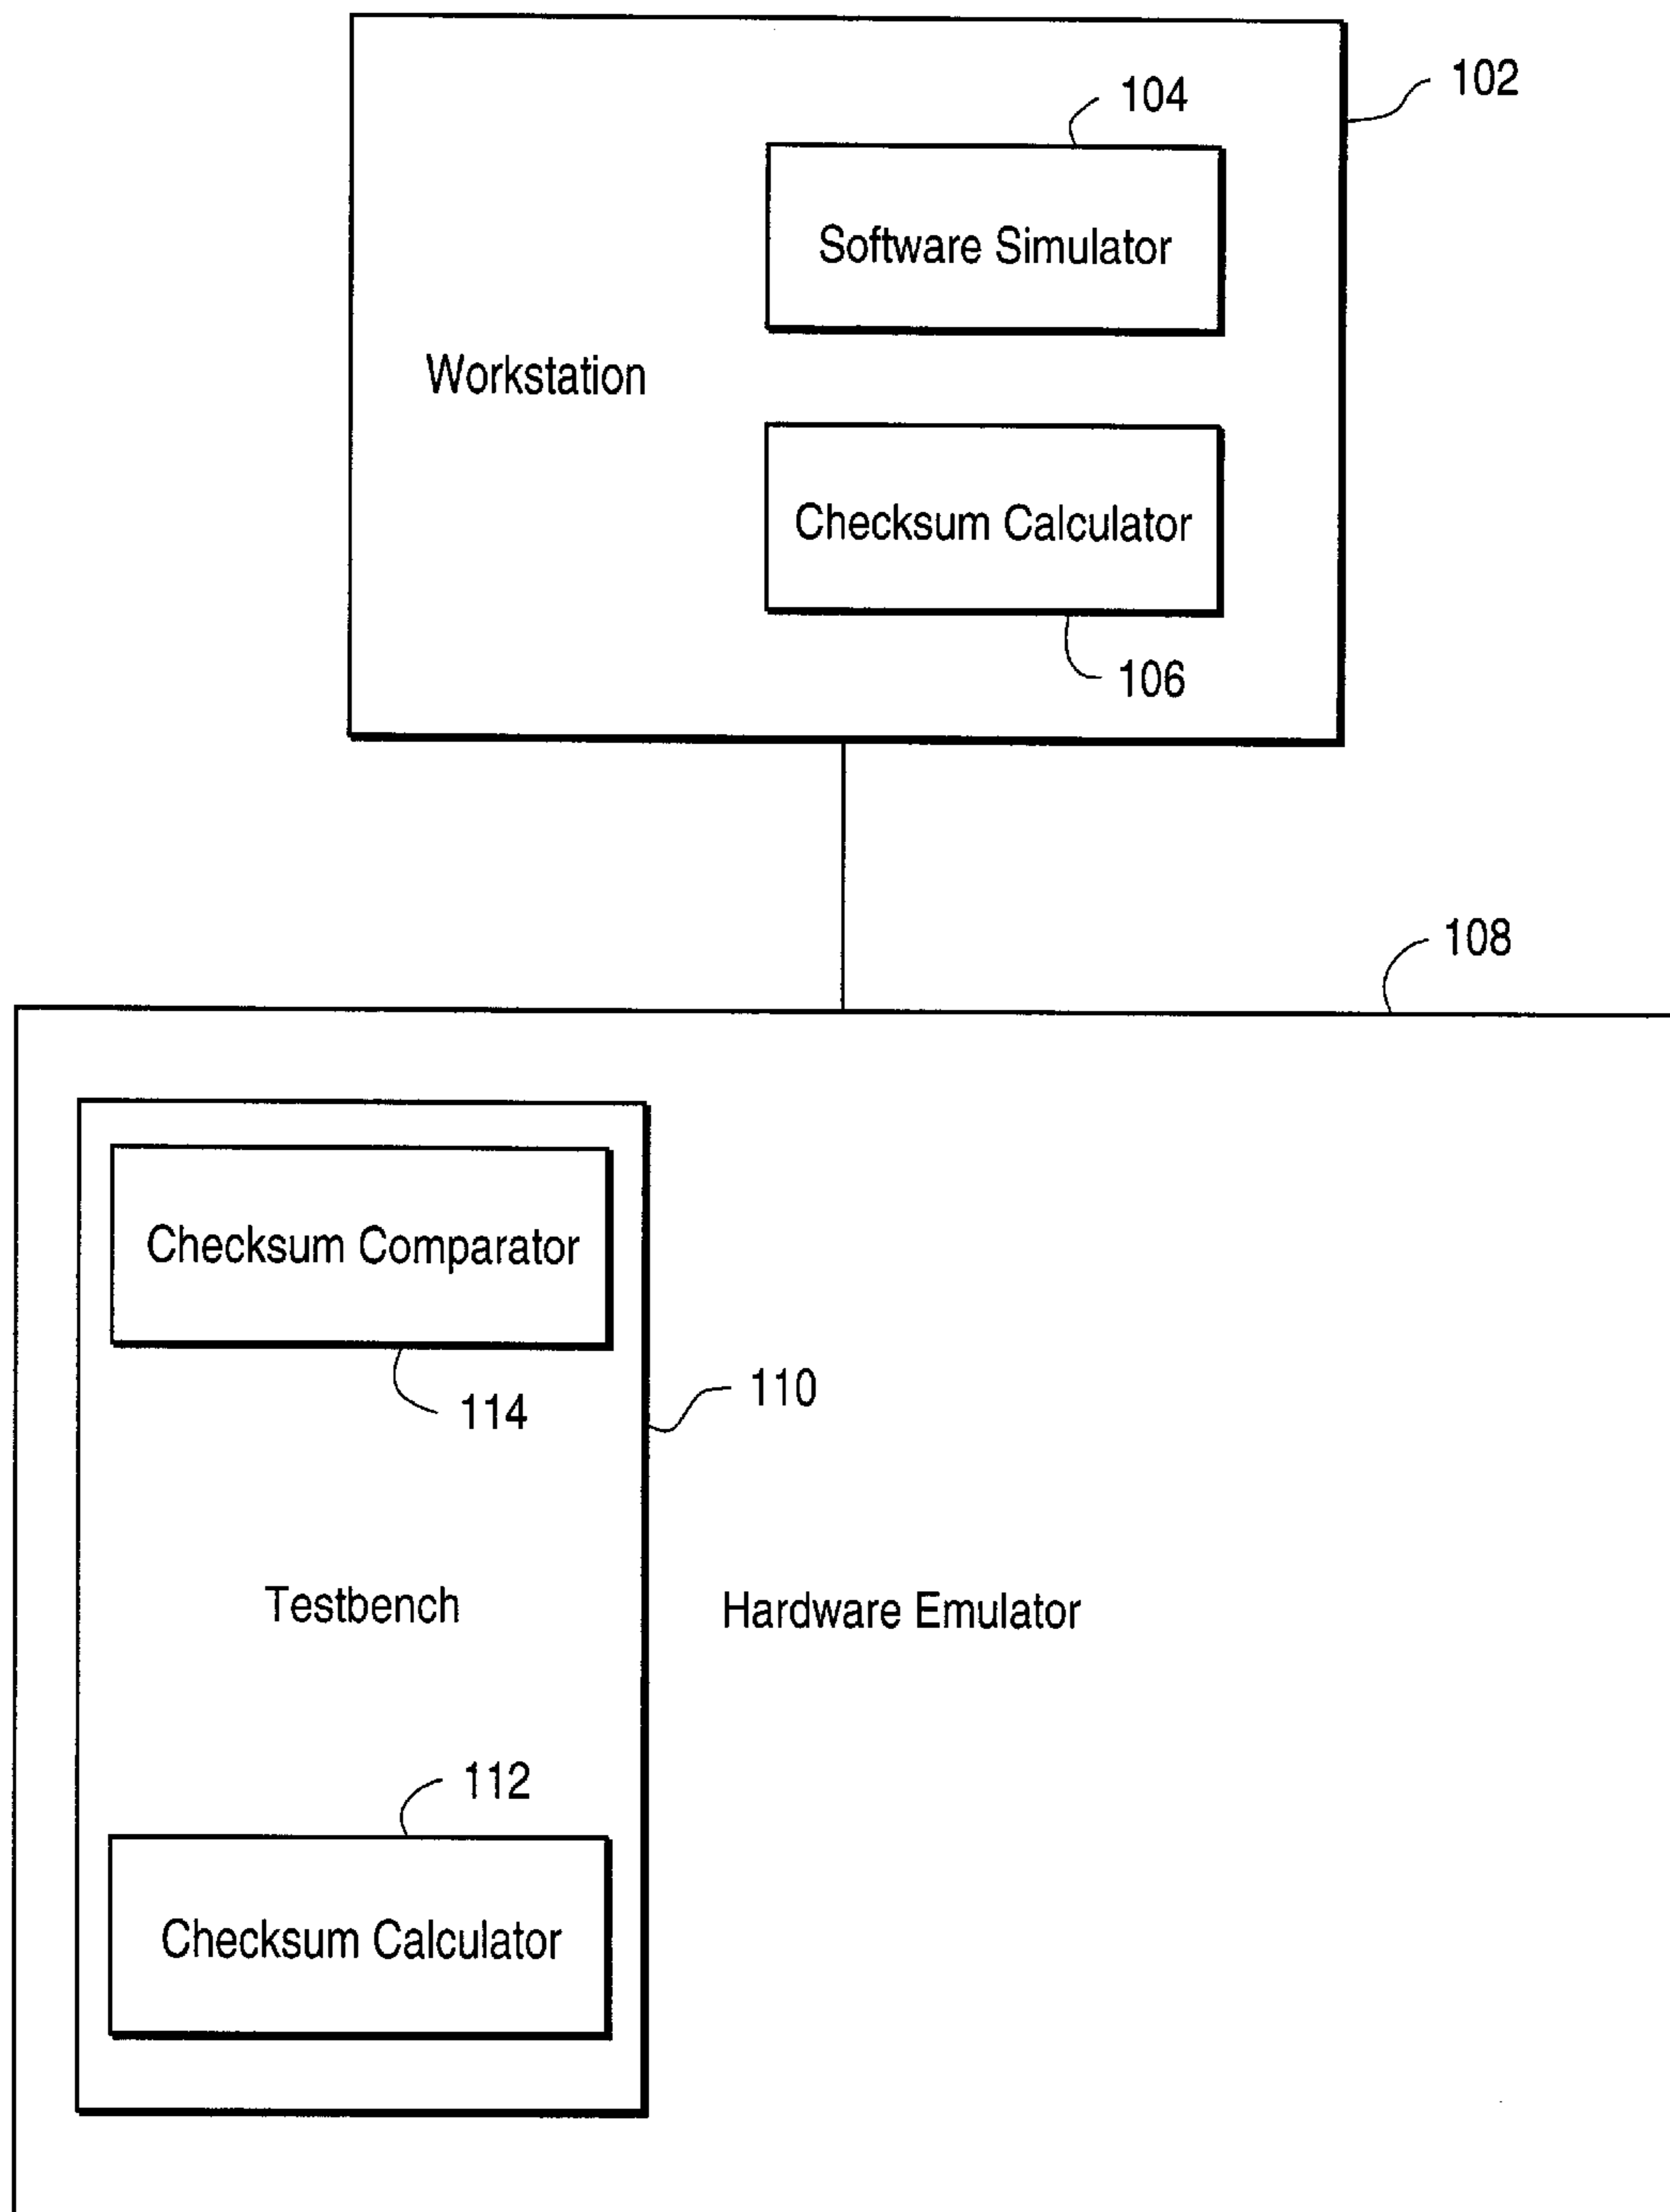 102
104
Software Simulator
Workstation
Checksum Calculator
106
108
Checksum Comparator
114
110
Testbench
Hardware Emulator
112
Checksum Calculator